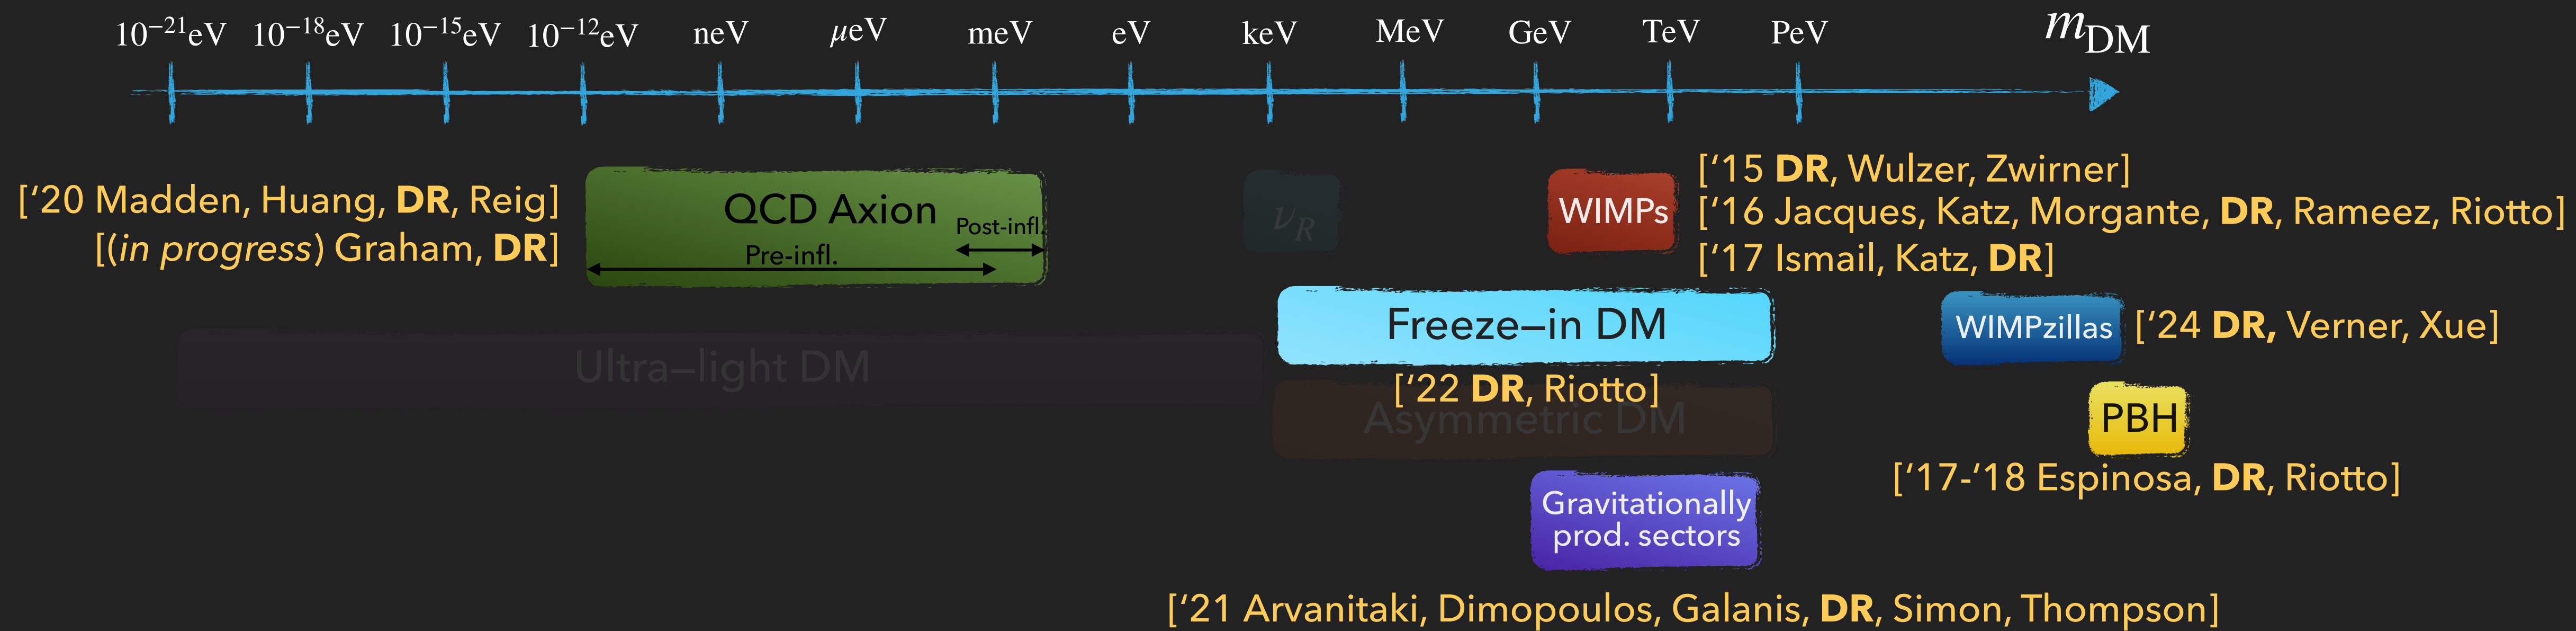 10⁻²¹eV 10⁻¹⁸eV 10⁻¹⁵eV 10⁻¹²eV neV μeV meV eV keV MeV GeV TeV PeV m_DM
[‘20 Madden, Huang, DR, Reig]
[(in progress) Graham, DR]
QCD Axion
Post-infl.
Pre-infl.
ν_R
WIMPs
[‘15 DR, Wulzer, Zwirner]
[‘16 Jacques, Katz, Morgante, DR, Rameez, Riotto]
[‘17 Ismail, Katz, DR]
Ultra–light DM
Freeze–in DM
[‘22 DR, Riotto]
Asymmetric DM
WIMPzillas
[‘24 DR, Verner, Xue]
PBH
[‘17-‘18 Espinosa, DR, Riotto]
Gravitationally
prod. sectors
[‘21 Arvanitaki, Dimopoulos, Galanis, DR, Simon, Thompson]